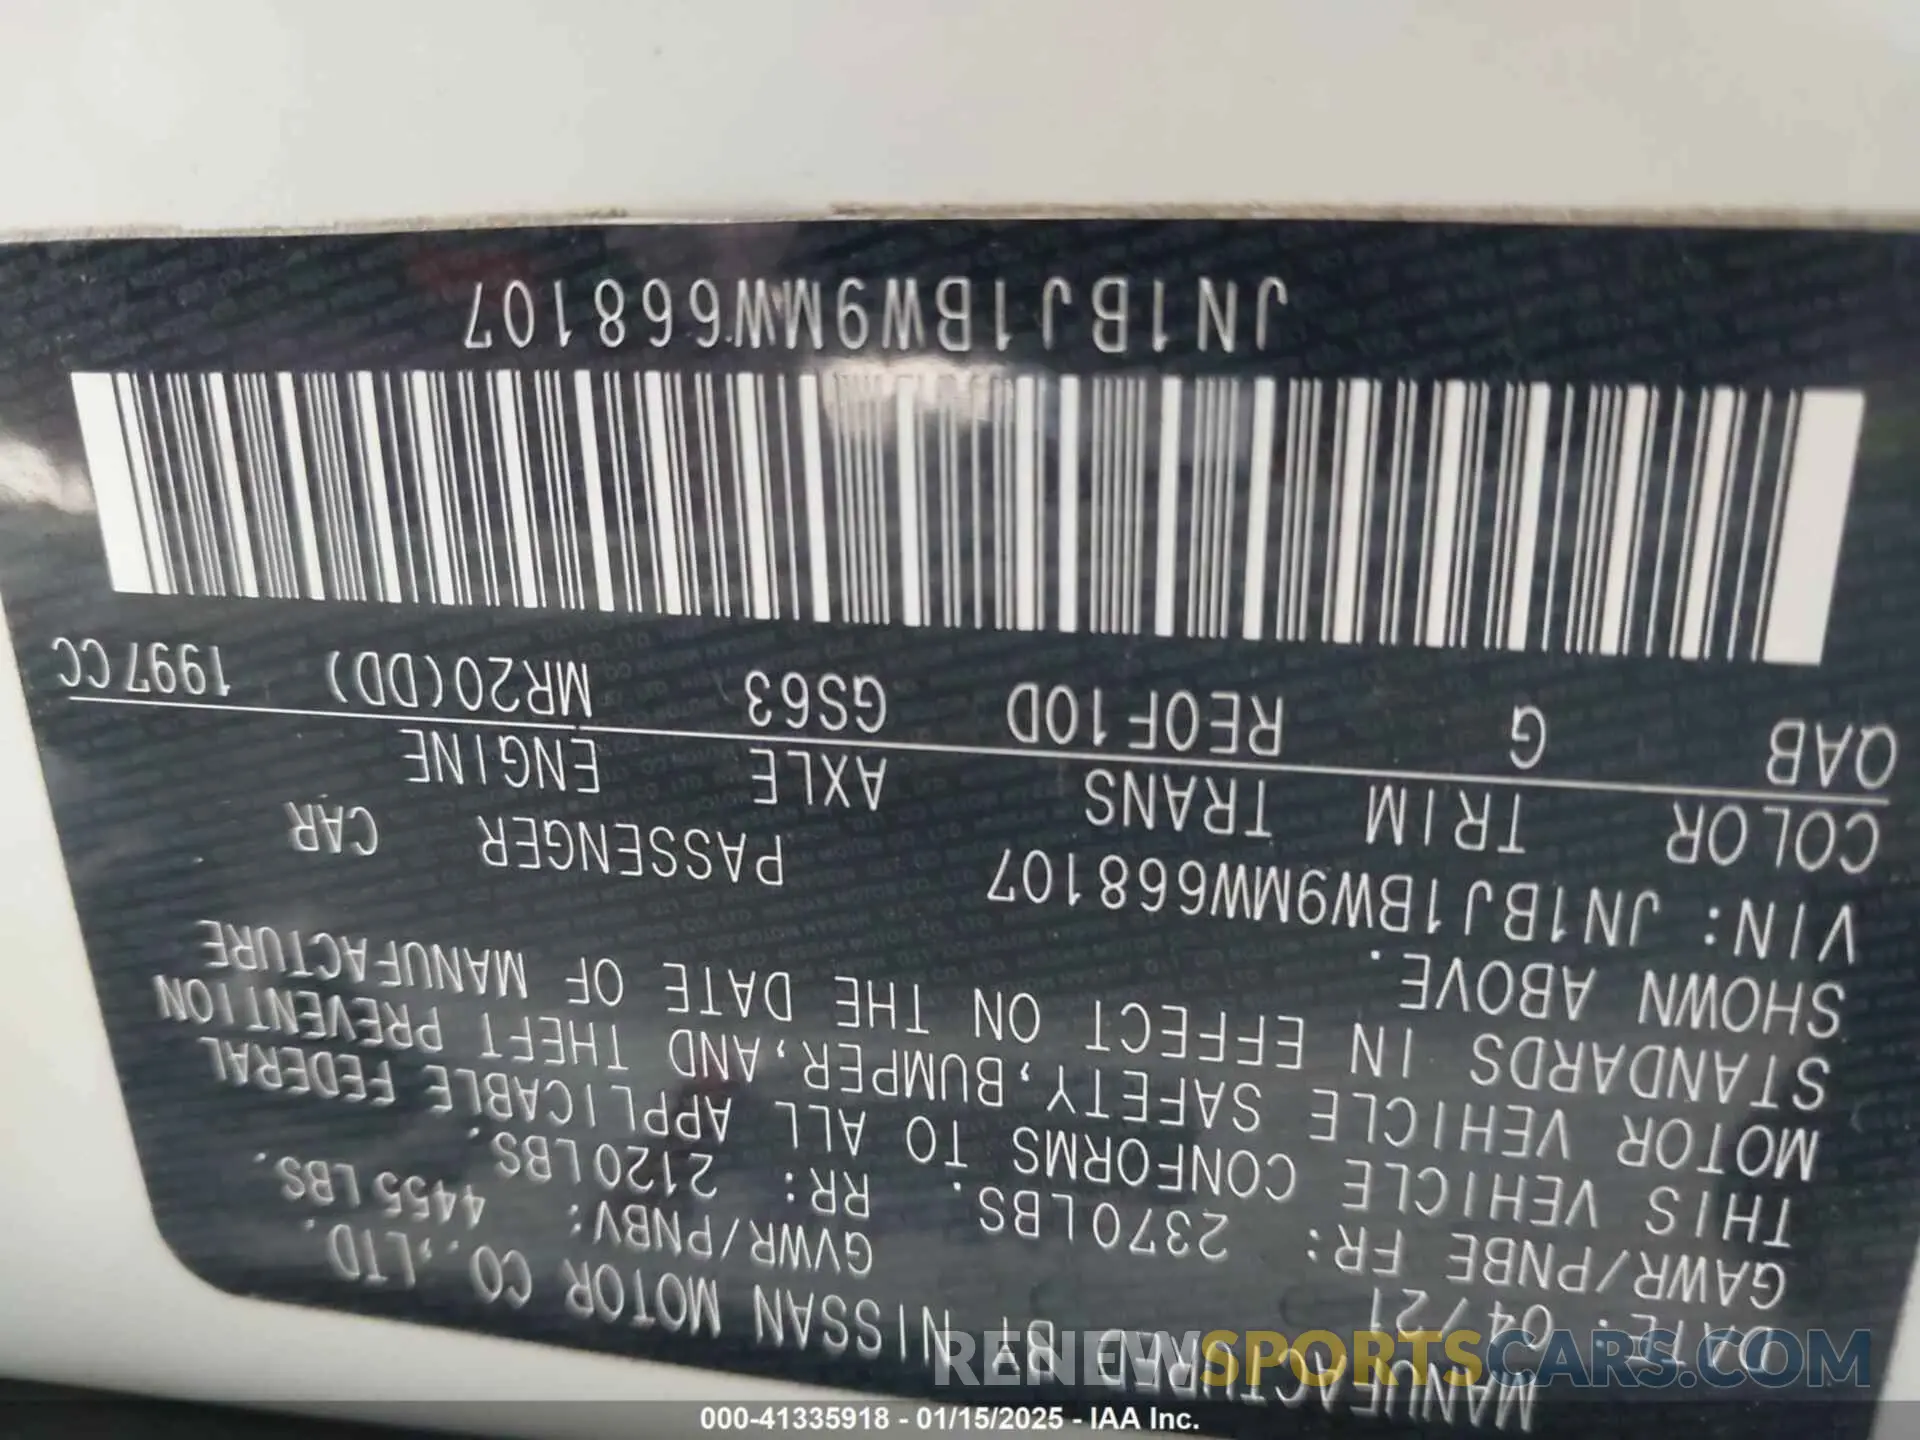 MANUFACTURED BY NISSAN MOTOR CO.,LTD.
DATE: 04/21 GVWR/PNBV: 4455LBS.
GAWR/PNBE FR: 2370LBS. RR: 2120LBS.
THIS VEHICLE CONFORMS TO ALL APPLICABLE FEDERAL
MOTOR VEHICLE SAFETY,BUMPER,AND THEFT PREVENTION
STANDARDS IN EFFECT ON THE DATE OF MANUFACTURE
SHOWN ABOVE.
VIN: JN1BJ1BW9MW668107 PASSENGER CAR
COLOR TRIM TRANS AXLE ENGINE
QAB G RE0F10D GS63 MR20(DD) 1997CC
JN1BJ1BW9MW668107
RENEWSPORTSCARS.COM
000-41335918 - 01/15/2025 - IAA Inc.